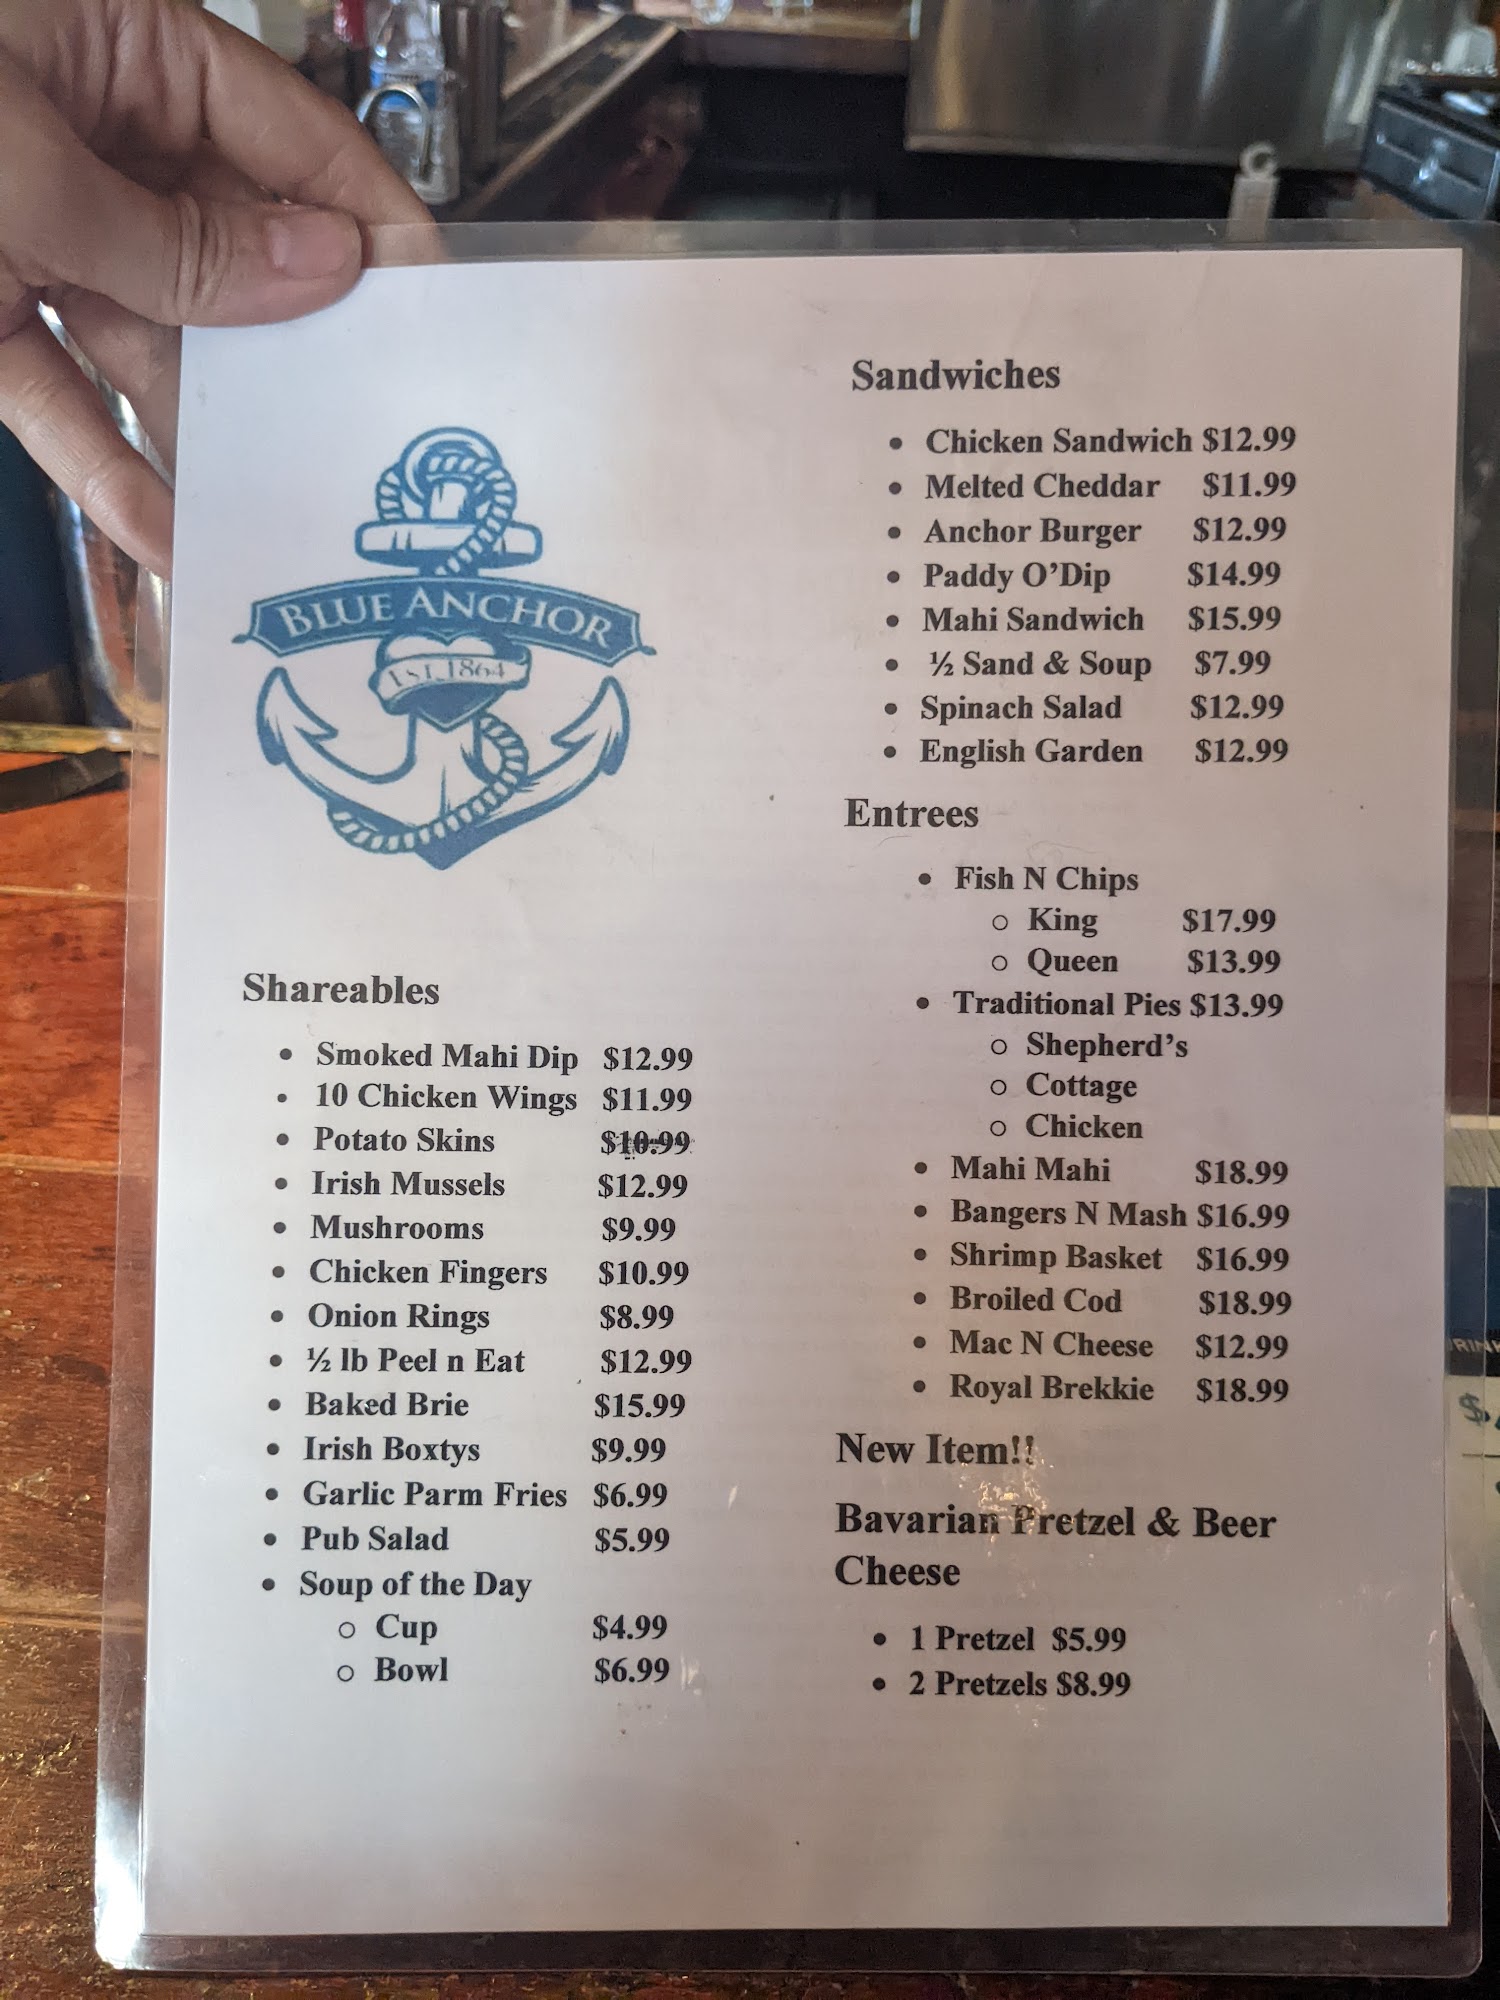 BLUE ANCHOR
EST. 1864
Shareables
• Smoked Mahi Dip $12.99
• 10 Chicken Wings $11.99
• Potato Skins $10.99
• Irish Mussels $12.99
• Mushrooms $9.99
• Chicken Fingers $10.99
• Onion Rings $8.99
• ½ lb Peel n Eat $12.99
• Baked Brie $15.99
• Irish Boxtys $9.99
• Garlic Parm Fries $6.99
• Pub Salad $5.99
• Soup of the Day
○ Cup $4.99
○ Bowl $6.99
Sandwiches
• Chicken Sandwich $12.99
• Melted Cheddar $11.99
• Anchor Burger $12.99
• Paddy O’Dip $14.99
• Mahi Sandwich $15.99
• ½ Sand & Soup $7.99
• Spinach Salad $12.99
• English Garden $12.99
Entrees
• Fish N Chips
○ King $17.99
○ Queen $13.99
• Traditional Pies $13.99
○ Shepherd’s
○ Cottage
○ Chicken
• Mahi Mahi $18.99
• Bangers N Mash $16.99
• Shrimp Basket $16.99
• Broiled Cod $18.99
• Mac N Cheese $12.99
• Royal Brekkie $18.99
New Item!!
Bavarian Pretzel & Beer
Cheese
• 1 Pretzel $5.99
• 2 Pretzels $8.99